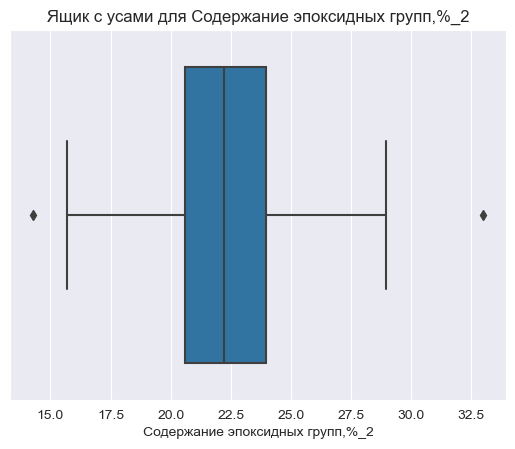 Ящик с усами для Содержание эпоксидных групп,%_2
15.0 17.5 20.0 22.5 25.0 27.5 30.0 32.5
Содержание эпоксидных групп,%_2